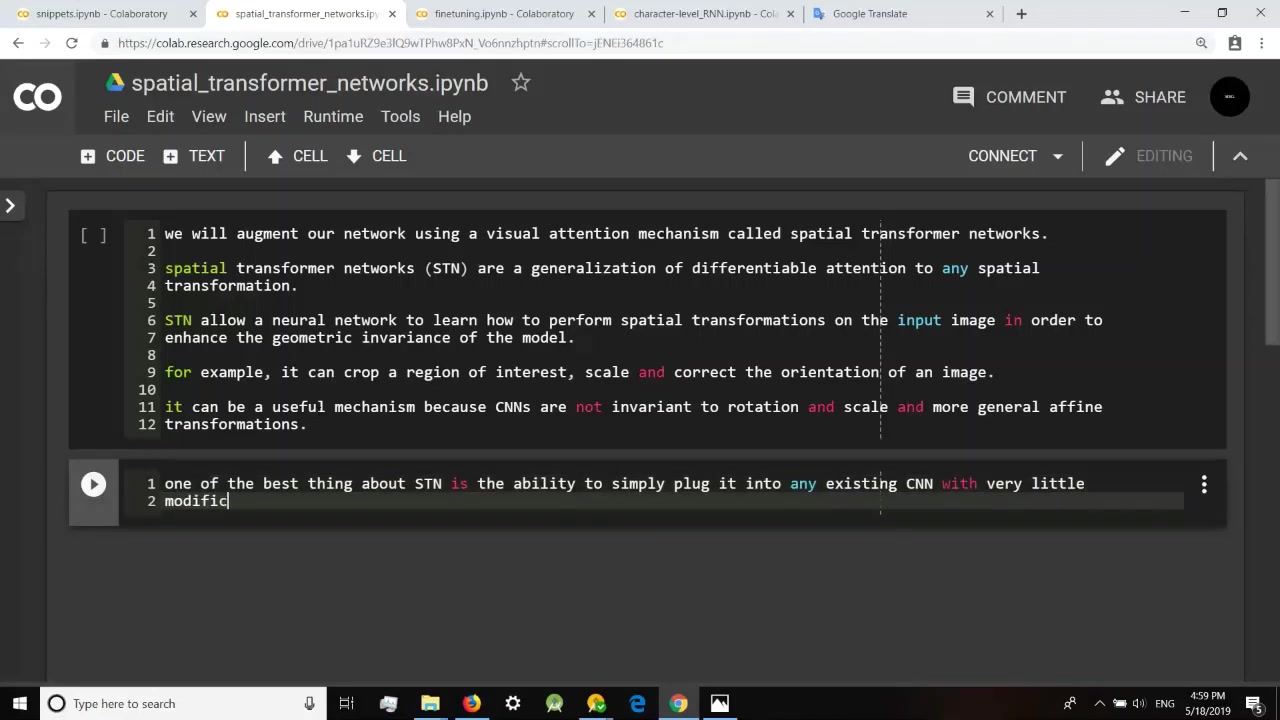 snippets.ipynb - Colaboratory
spatial_transformer_networks.ipy
finetuning.ipynb - Colaboratory
character-level_RNN.ipynb - Cola
Google Translate
https://colab.research.google.com/drive/1pa1uRZ9e3lQ9wTPhw8PxN_Vo6nnzhptn#scrollTo=jENEi364861c
CO
spatial_transformer_networks.ipynb
COMMENT
SHARE
File Edit View Insert Runtime Tools Help
CODE TEXT CELL CELL
CONNECT
EDITING
[ ]
1 we will augment our network using a visual attention mechanism called spatial transformer networks.
2
3 spatial transformer networks (STN) are a generalization of differentiable attention to any spatial
4 transformation.
5
6 STN allow a neural network to learn how to perform spatial transformations on the input image in order to
7 enhance the geometric invariance of the model.
8
9 for example, it can crop a region of interest, scale and correct the orientation of an image.
10
11 it can be a useful mechanism because CNNs are not invariant to rotation and scale and more general affine
12 transformations.
1 one of the best thing about STN is the ability to simply plug it into any existing CNN with very little
2 modific
Type here to search
ENG
4:59 PM
5/18/2019
5